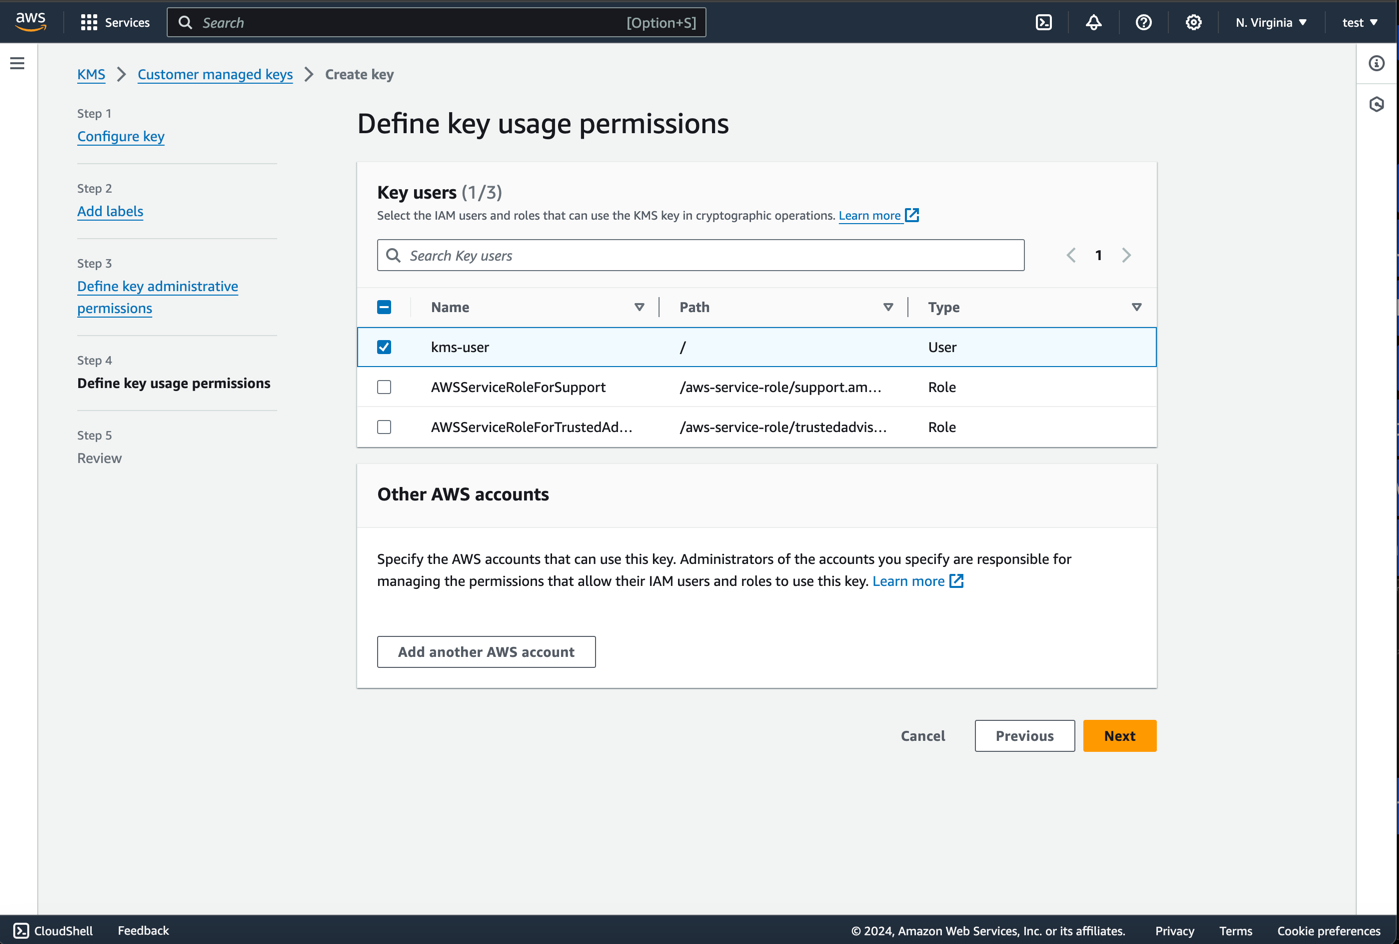 aws
Services
Search
[Option+S]
N. Virginia
test
KMS
Customer managed keys
Create key
Step 1
Configure key
Step 2
Add labels
Step 3
Define key administrative
permissions
Step 4
Define key usage permissions
Step 5
Review
Define key usage permissions
Key users (1/3)
Select the IAM users and roles that can use the KMS key in cryptographic operations. Learn more
Search Key users
1
Name Path Type
kms-user / User
AWSServiceRoleForSupport /aws-service-role/support.am... Role
AWSServiceRoleForTrustedAd... /aws-service-role/trustedadvis... Role
Other AWS accounts
Specify the AWS accounts that can use this key. Administrators of the accounts you specify are responsible for
managing the permissions that allow their IAM users and roles to use this key. Learn more
Add another AWS account
Cancel
Previous
Next
CloudShell
Feedback
© 2024, Amazon Web Services, Inc. or its affiliates.
Privacy
Terms
Cookie preferences